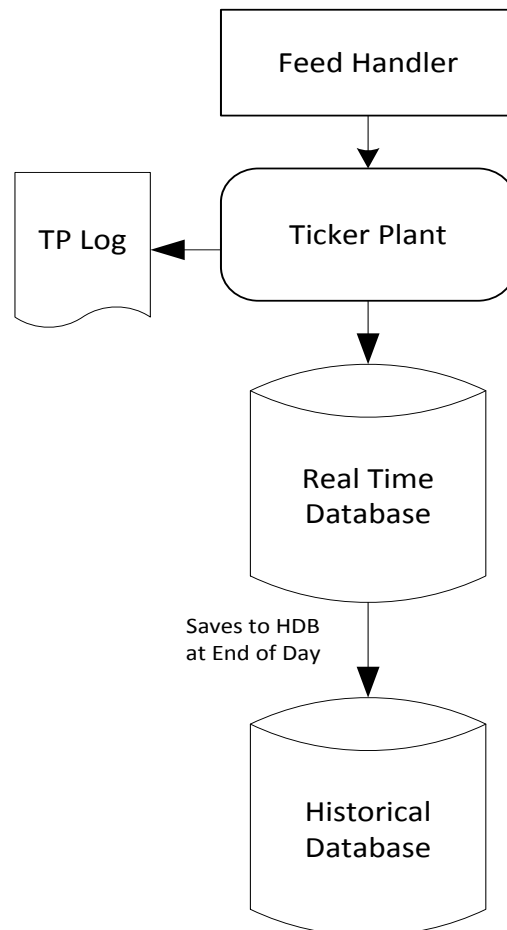 Feed Handler
TP Log
Ticker Plant
Real Time
Database
Saves to HDB
at End of Day
Historical
Database